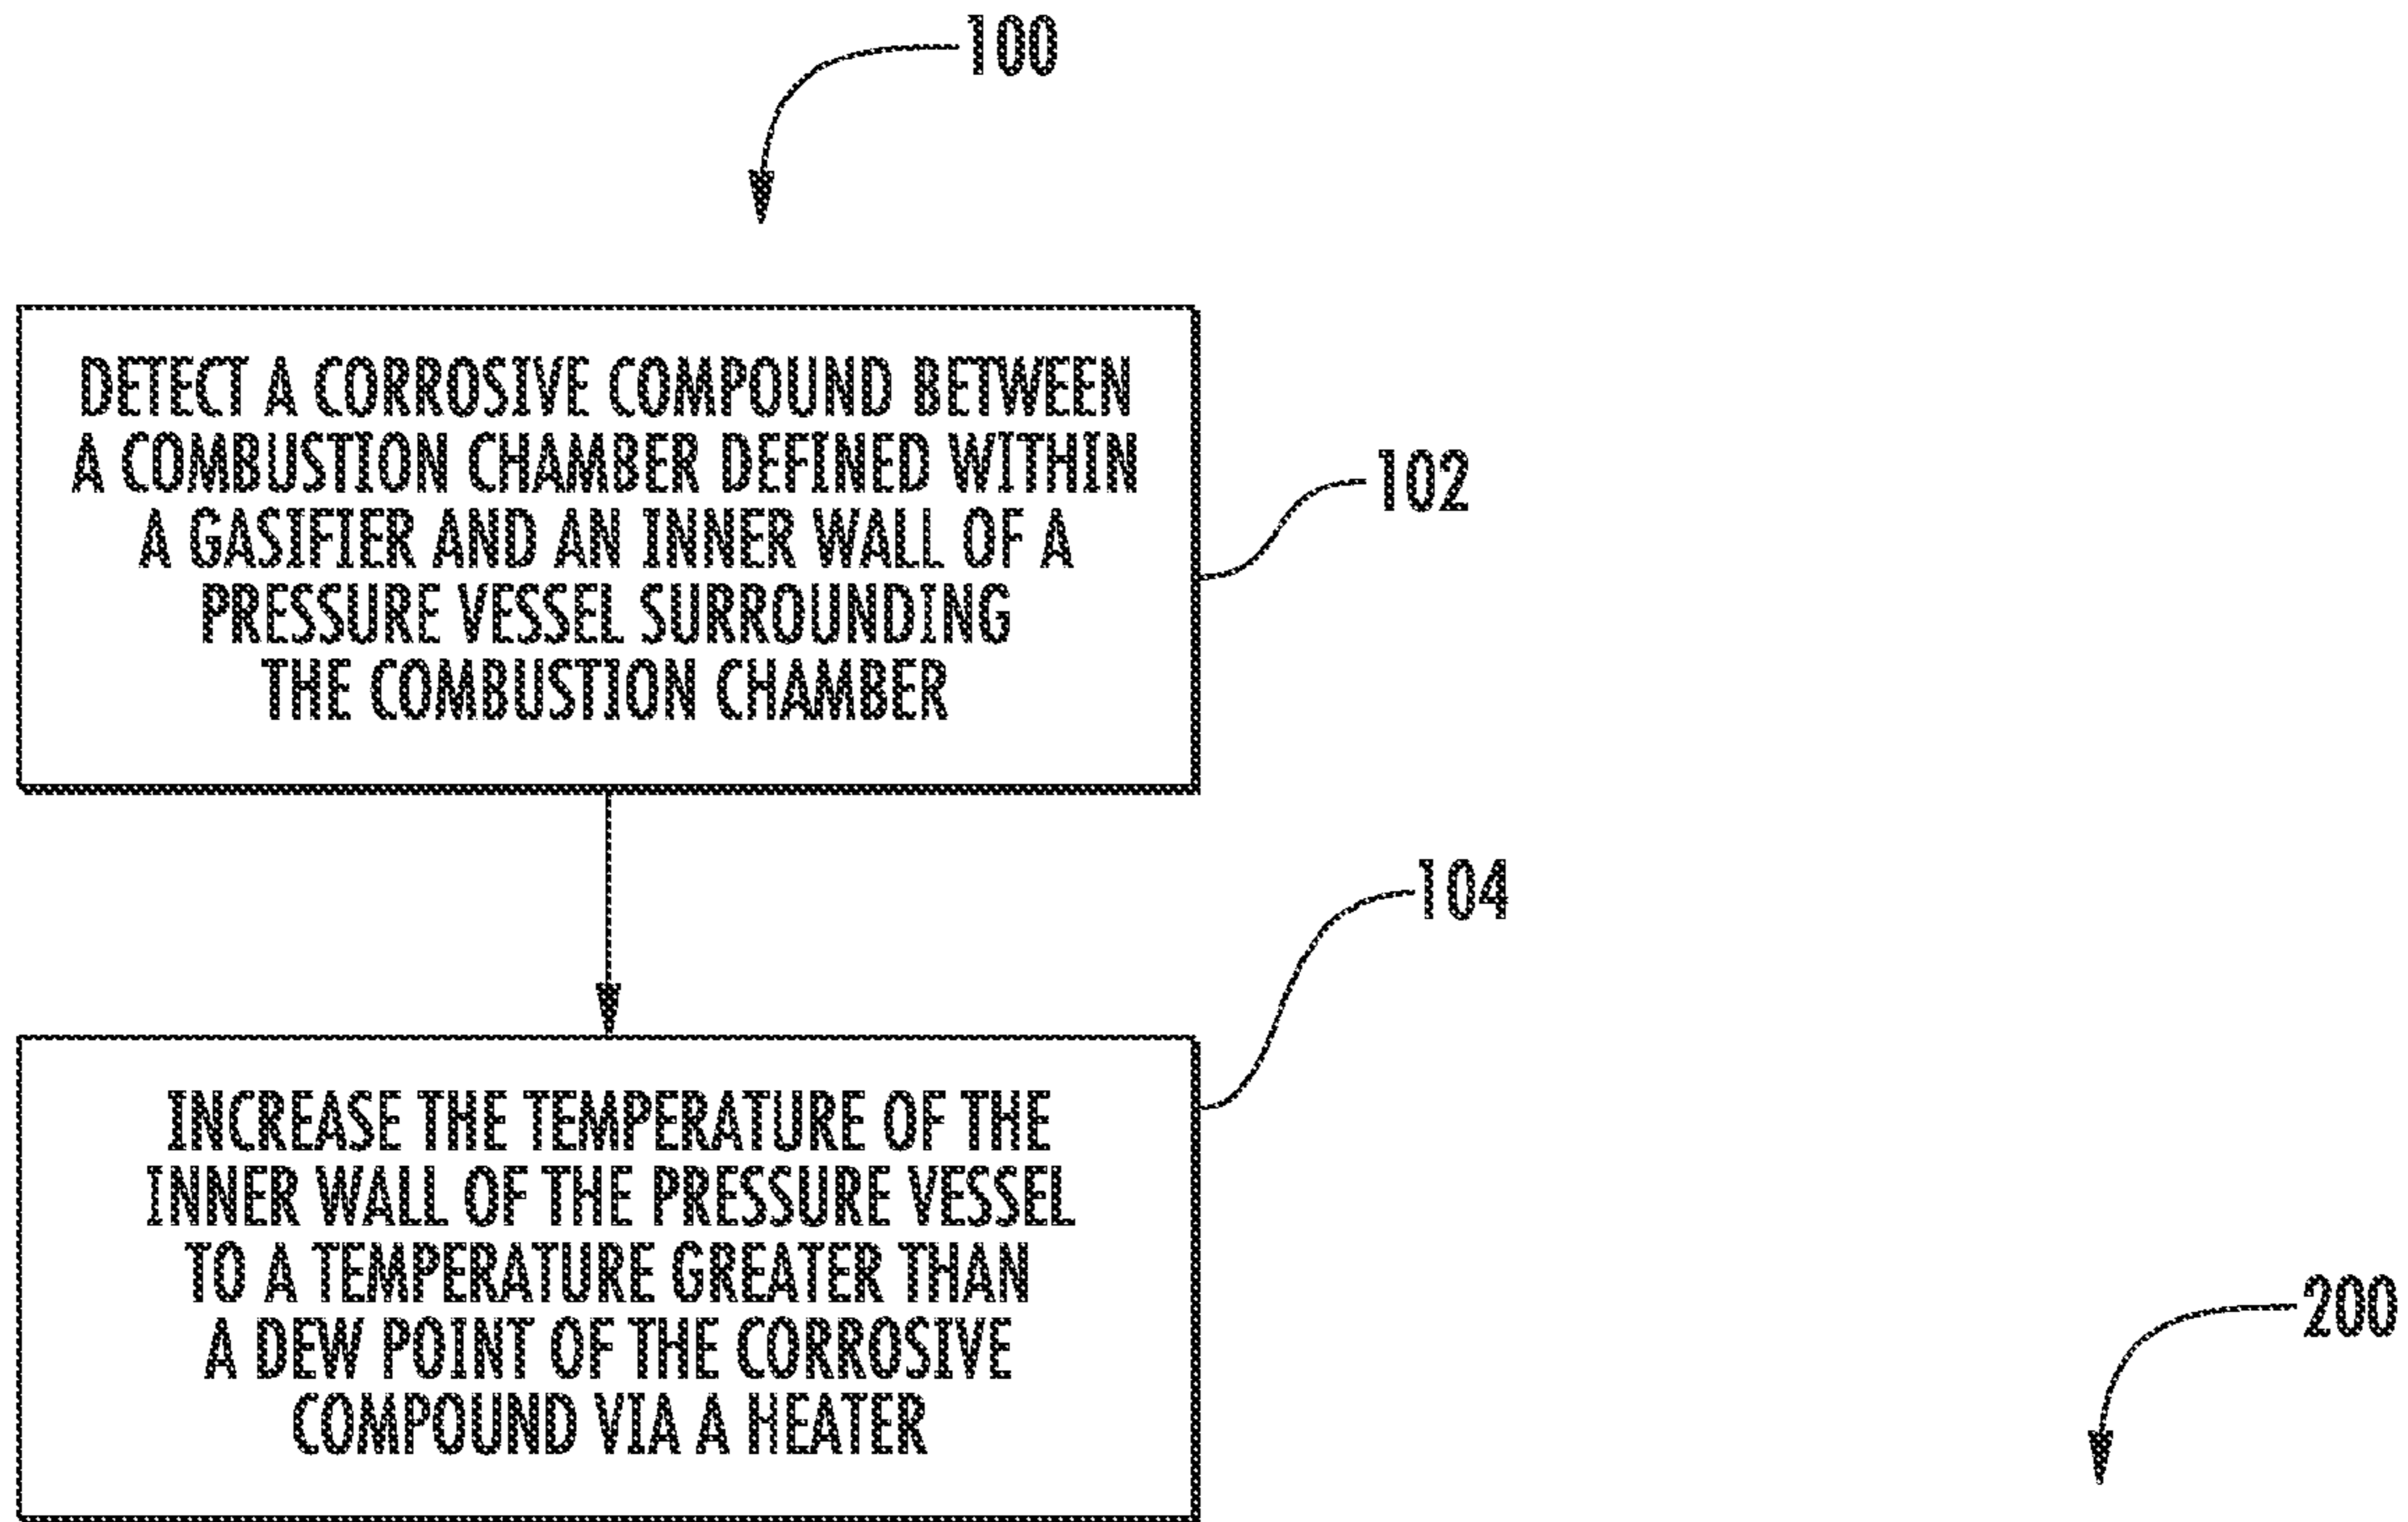 100
DETECT A CORROSIVE COMPOUND BETWEEN
A COMBUSTION CHAMBER DEFINED WITHIN
A GASIFIER AND AN INNER WALL OF A
PRESSURE VESSEL SURROUNDING
THE COMBUSTION CHAMBER
102
104
INCREASE THE TEMPERATURE OF THE
INNER WALL OF THE PRESSURE VESSEL
TO A TEMPERATURE GREATER THAN
A DEW POINT OF THE CORROSIVE
COMPOUND VIA A HEATER
200